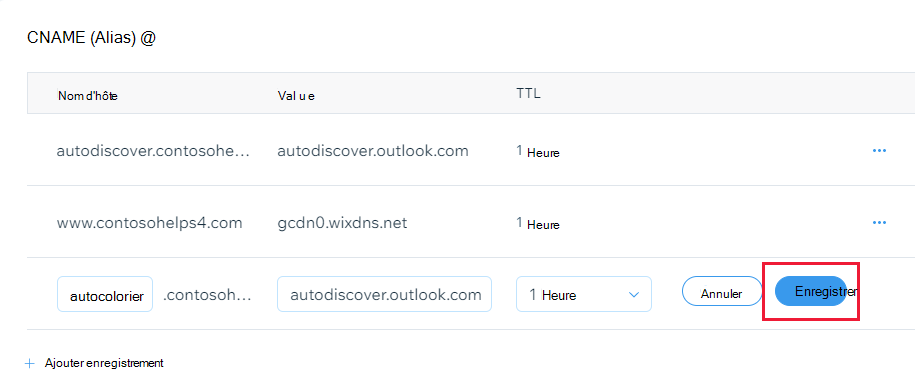 CNAME (Alias) @
Nom d'hôte Value TTL
autodiscover.contosohe... autodiscover.outlook.com 1 Heure ...
www.contosohelps4.com gcdn0.wixdns.net 1 Heure ...
autocolorier .contosoh... autodiscover.outlook.com 1 Heure Annuler Enregistrer
+ Ajouter enregistrement